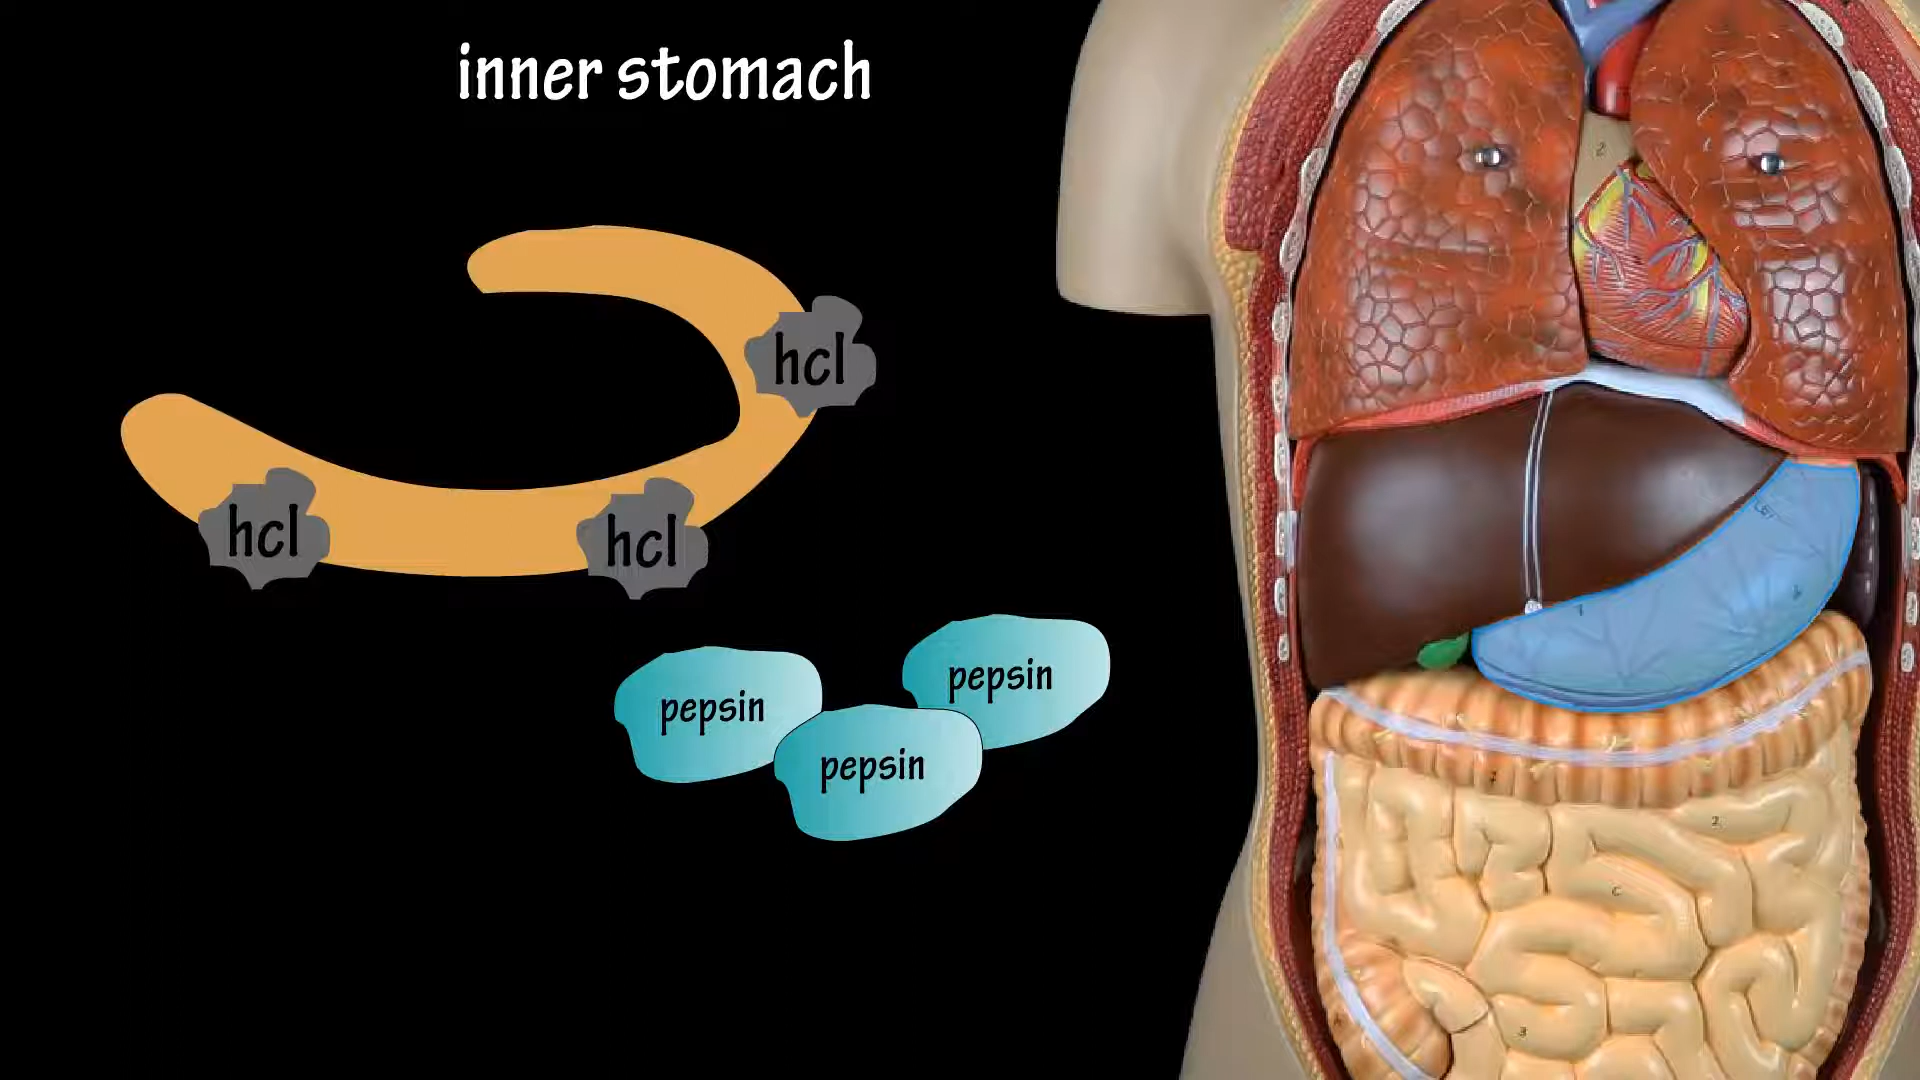 inner stomach
hcl
hcl
hcl
pepsin
pepsin
pepsin